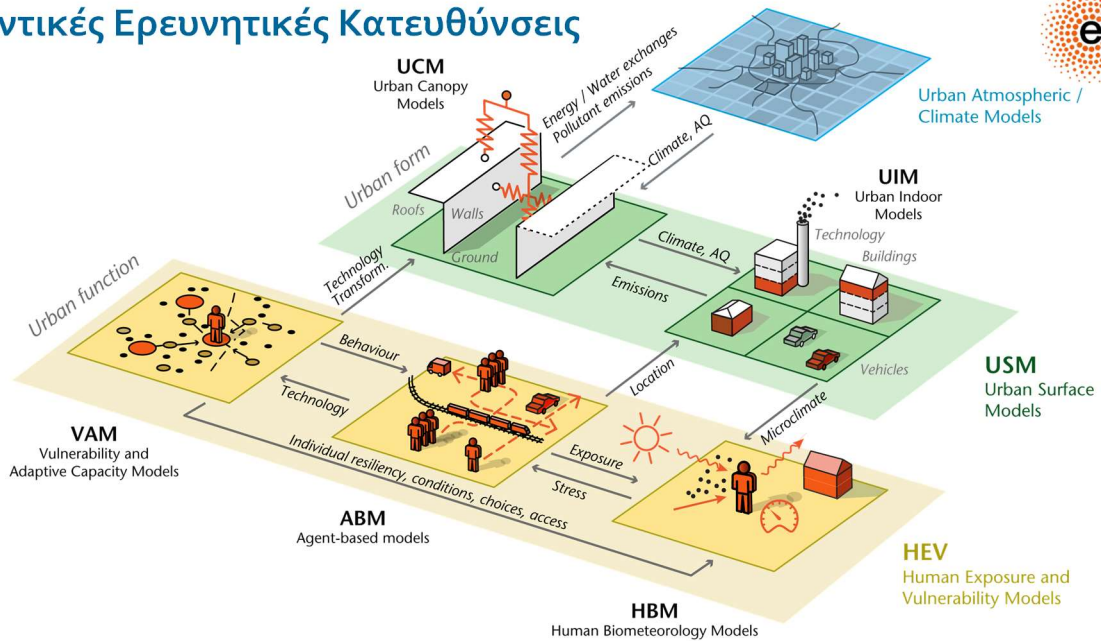 ντικές Ερευνητικές Κατευθύνσεις
e
UCM
Urban Canopy
Models
Energy / Water exchanges
Pollutant emissions
Climate, AQ
Urban Atmospheric /
Climate Models
Urban form
Roofs
Walls
Ground
UIM
Urban Indoor
Models
Technology
Buildings
Climate, AQ
Emissions
Vehicles
USM
Urban Surface
Models
Urban function
Technology
Transform.
Behaviour
Technology
Location
Microclimate
VAM
Vulnerability and
Adaptive Capacity Models
Individual resiliency, conditions, choices, access
Exposure
Stress
ABM
Agent-based models
HEV
Human Exposure and
Vulnerability Models
HBM
Human Biometeorology Models